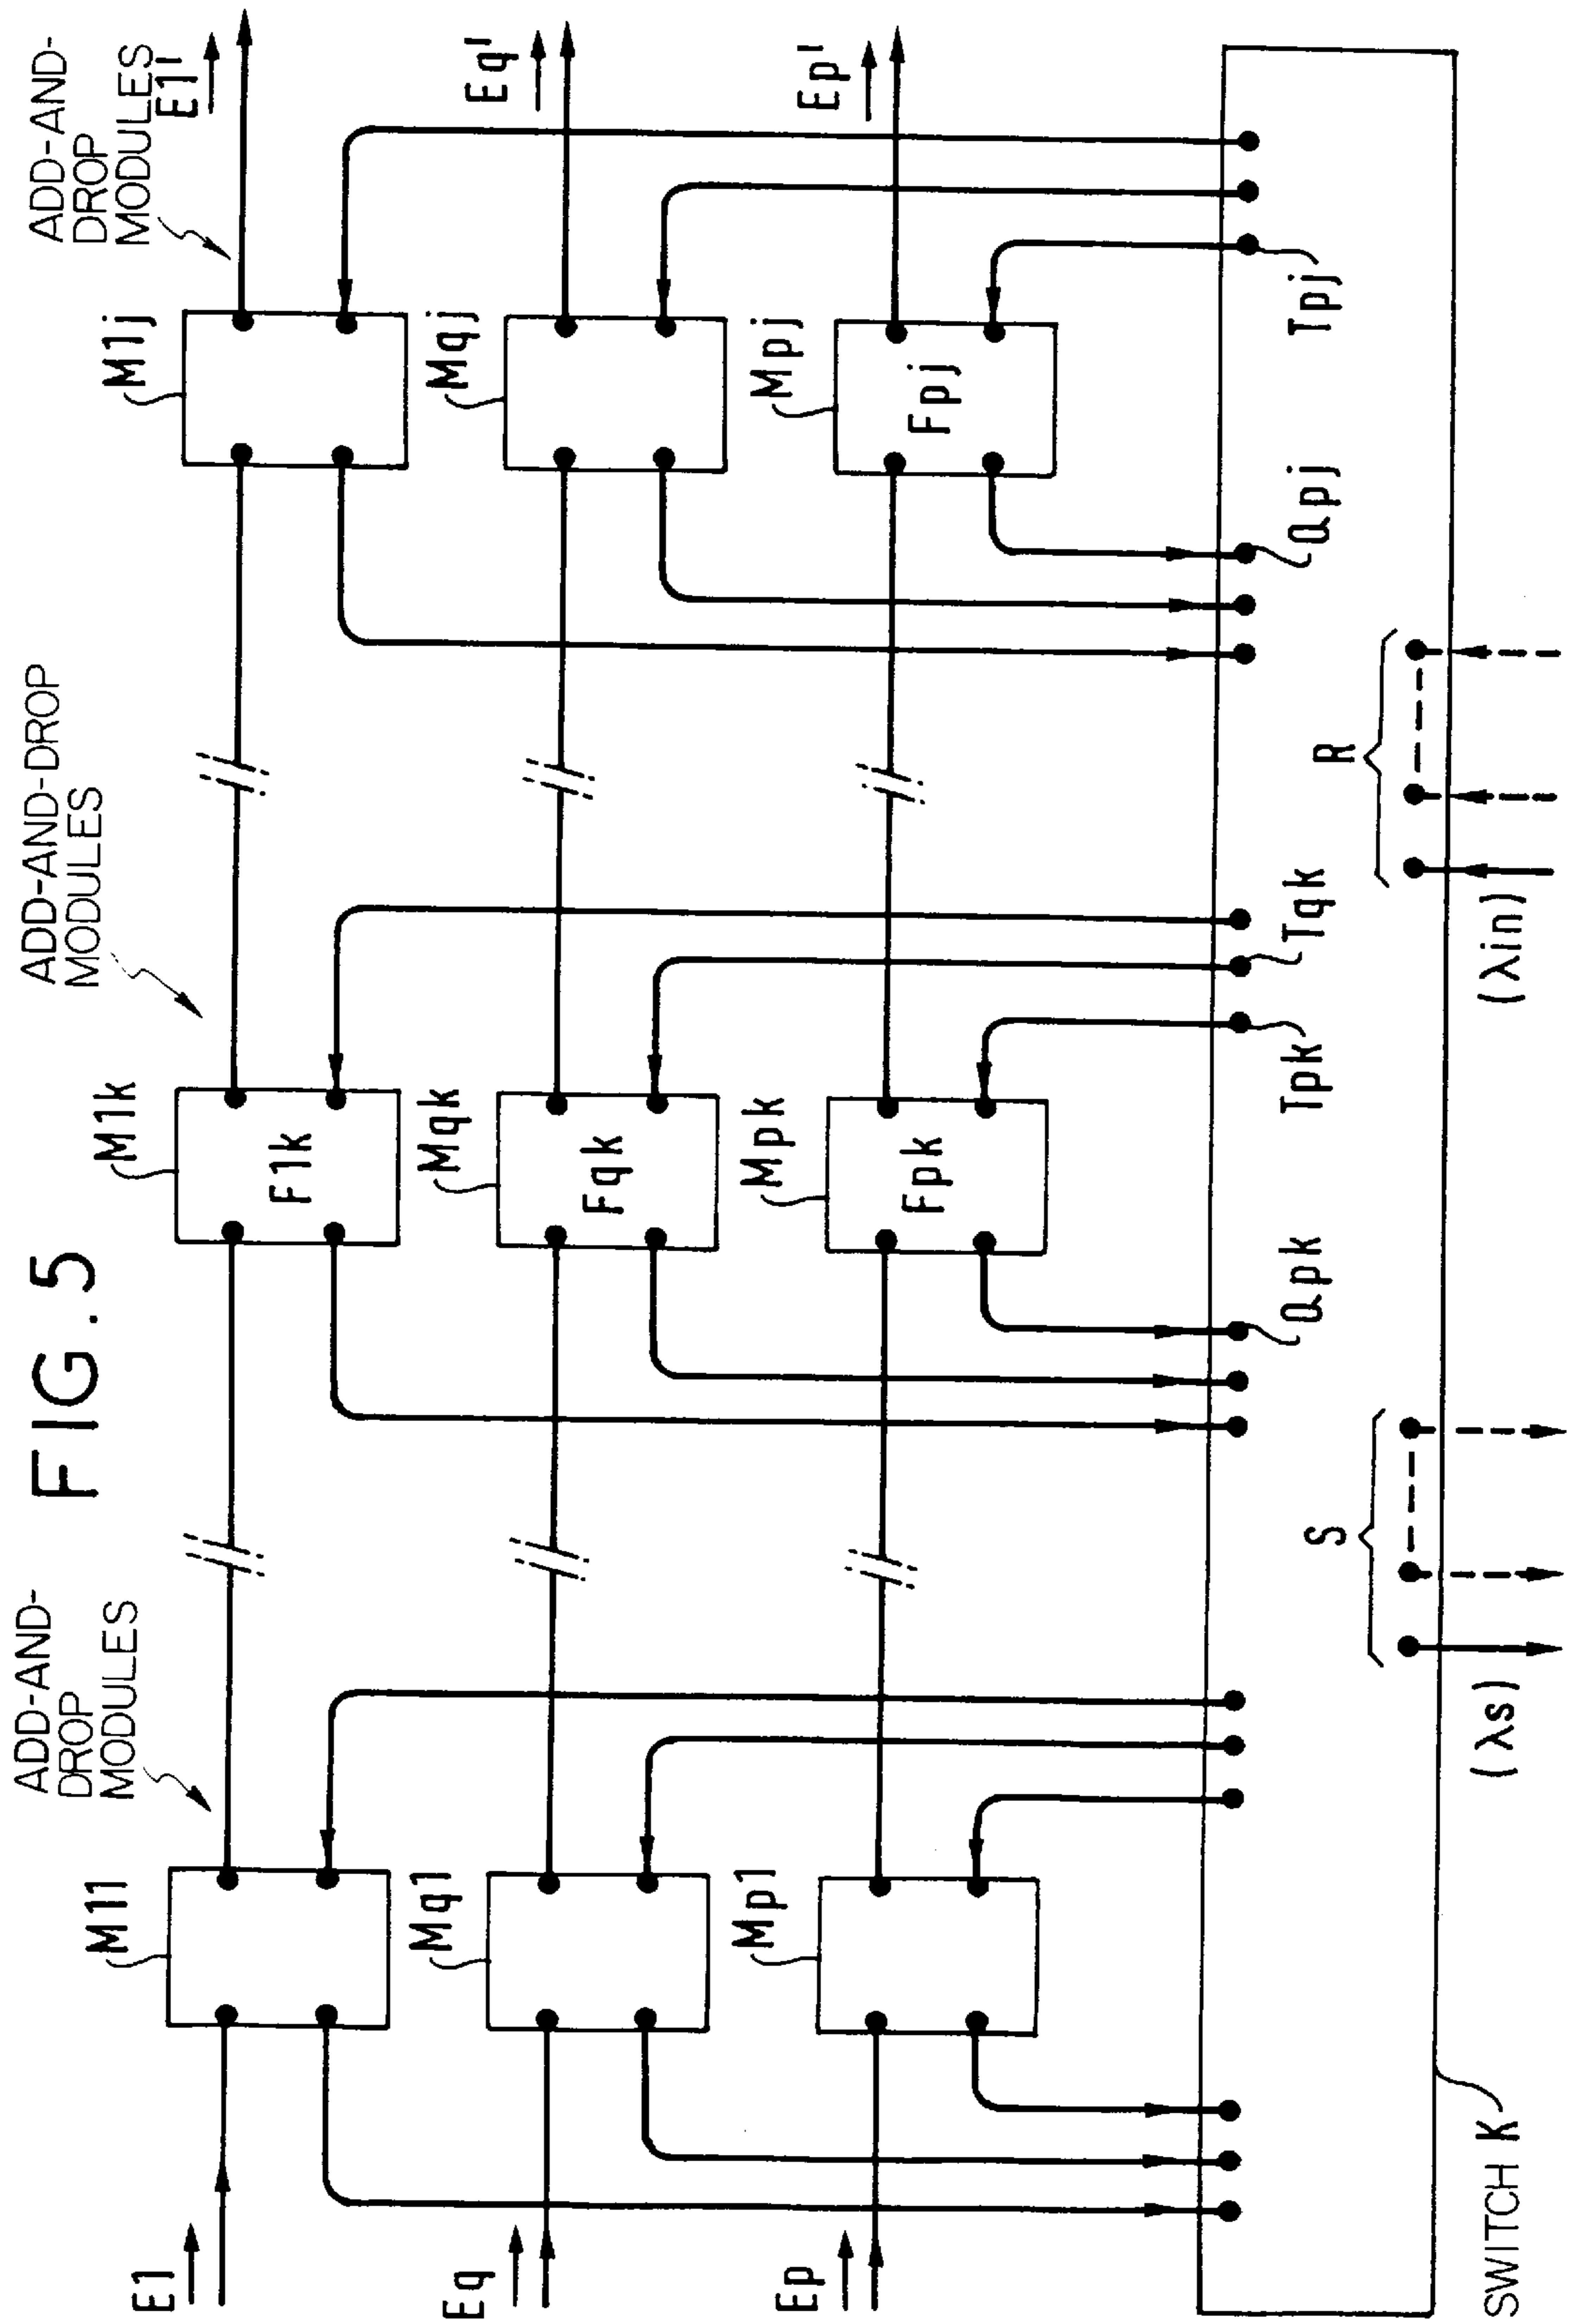 FIG. 5
ADD-AND-
DROP
MODULES
ADD-AND-DROP
MODULES
ADD-AND-
DROP
MODULES
E1
M11
M1k
F1k
M1j
E1'
Eq
Mq1
Mqk
Fqk
Mqj
Eq'
Ep
Mp1
Mpk
Fpk
Mpj
Fpj
Ep'
Qpk
Tpk
Tqk
Qpj
Tpj
S
R
(λs)
(λin)
SWITCH K